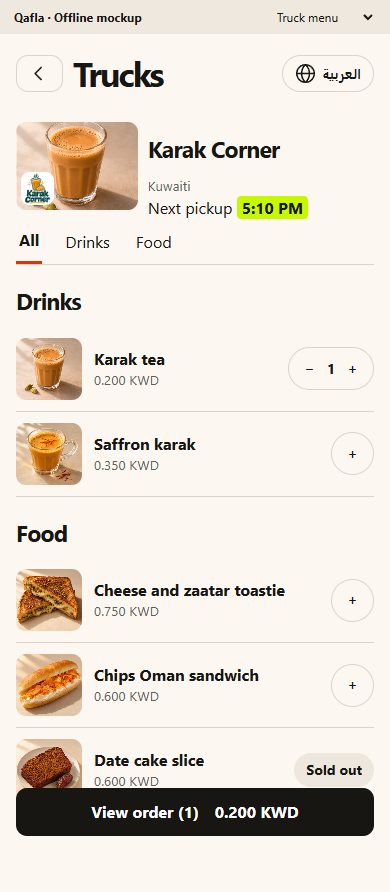 Qafla · Offline mockup
Truck menu
Trucks
العربية
Karak Corner
Karak Corner
Kuwaiti
Next pickup 5:10 PM
All Drinks Food
Drinks
Karak tea
0.200 KWD
− 1 +
Saffron karak
0.350 KWD
+
Food
Cheese and zaatar toastie
0.750 KWD
+
Chips Oman sandwich
0.600 KWD
+
Date cake slice
0.600 KWD
Sold out
View order (1) 0.200 KWD